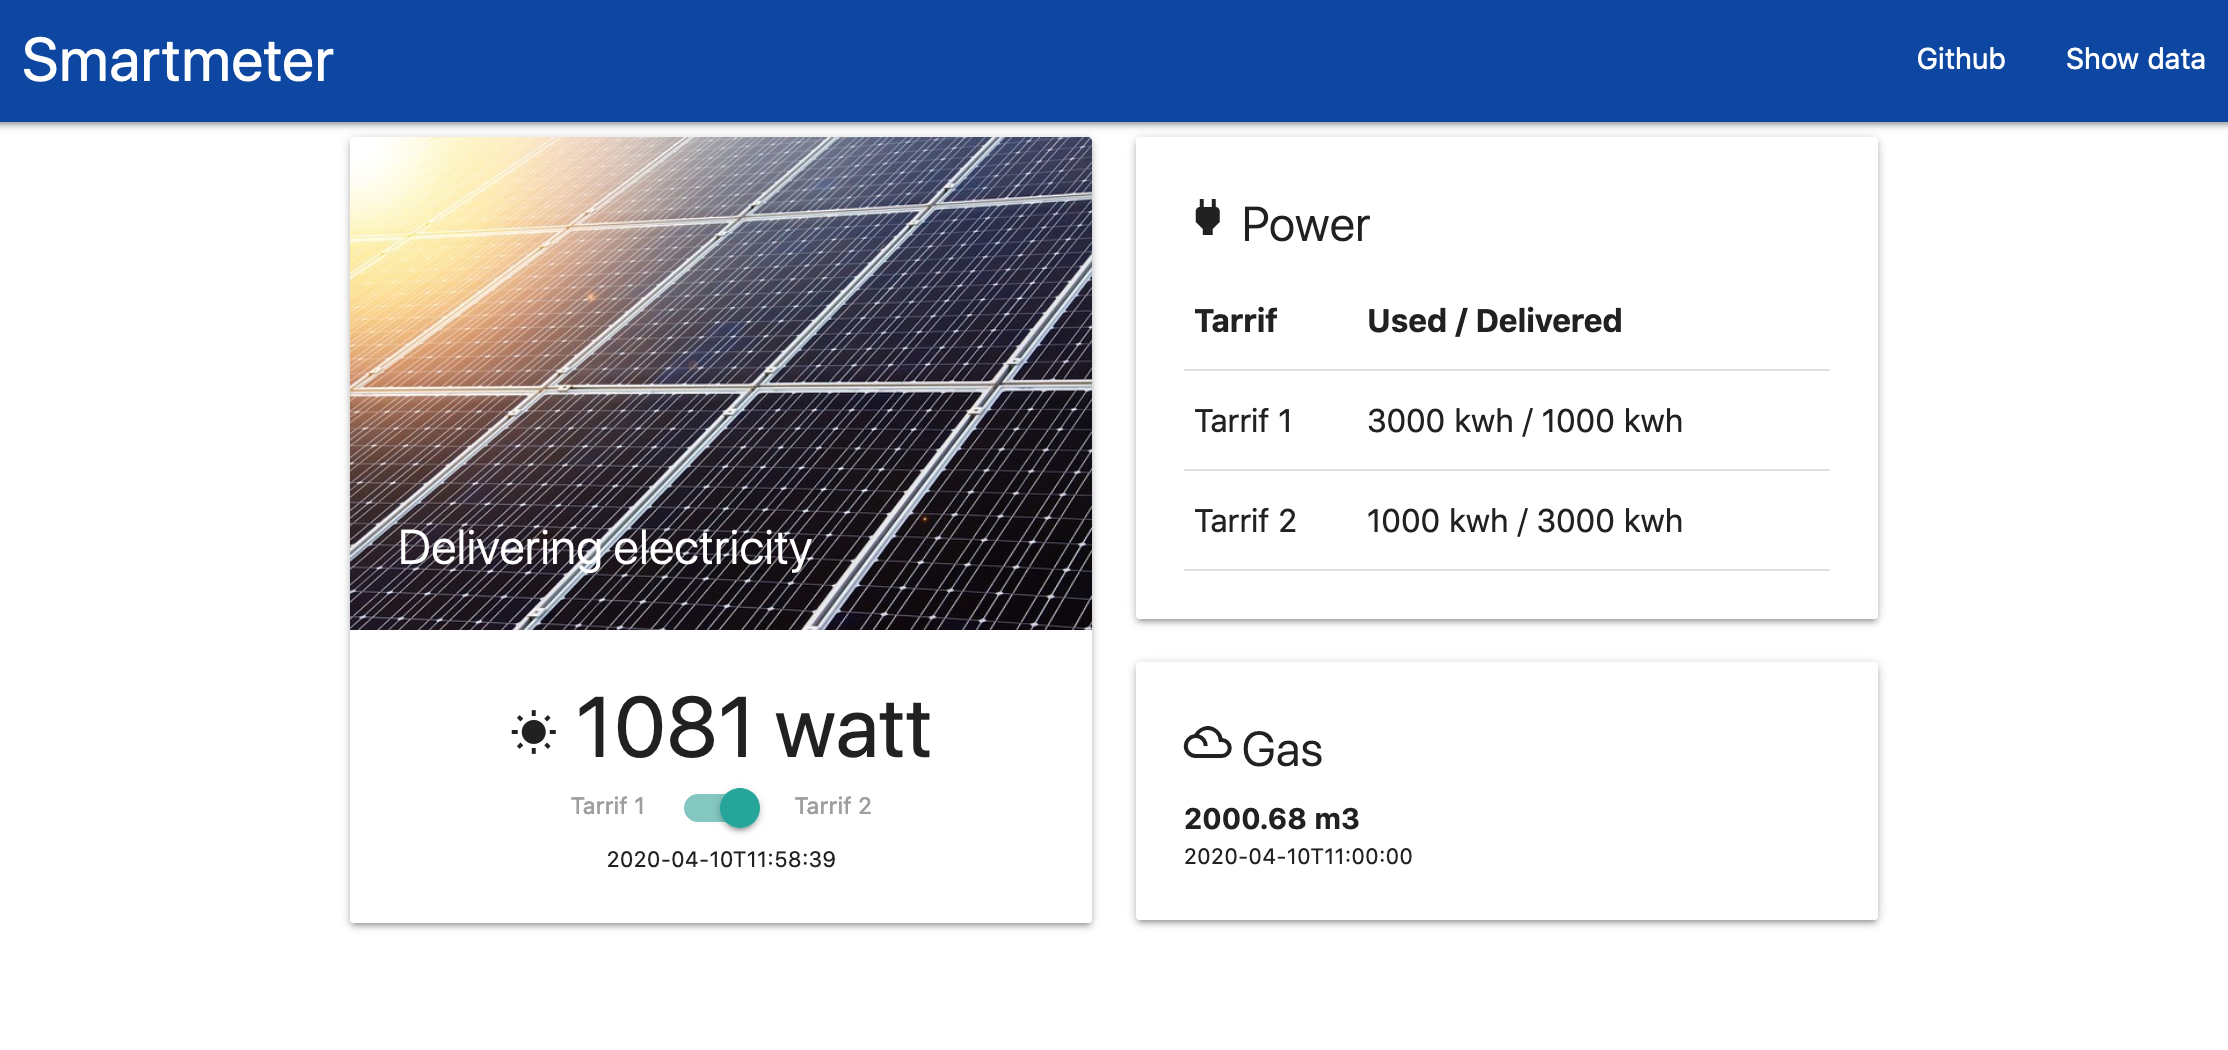 Smartmeter
Github
Show data
Delivering electricity
1081 watt
Tarrif 1
Tarrif 2
2020-04-10T11:58:39
Power
Tarrif Used / Delivered
Tarrif 1 3000 kwh / 1000 kwh
Tarrif 2 1000 kwh / 3000 kwh
Gas
2000.68 m3
2020-04-10T11:00:00